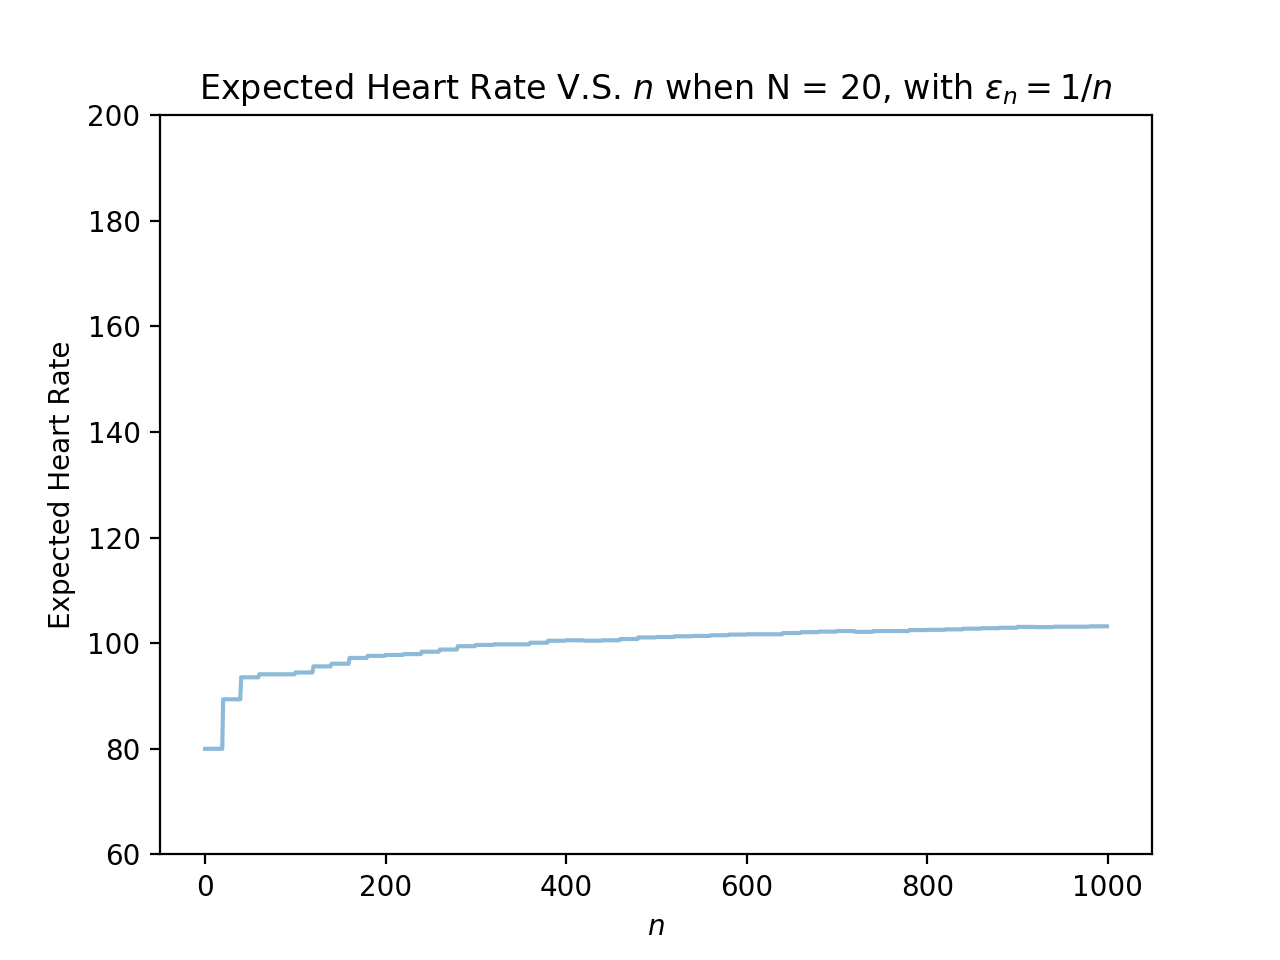 Expected Heart Rate V.S. n when N = 20, with εₙ = 1/n
200
180
160
140
120
100
80
60
Expected Heart Rate
0 200 400 600 800 1000
n